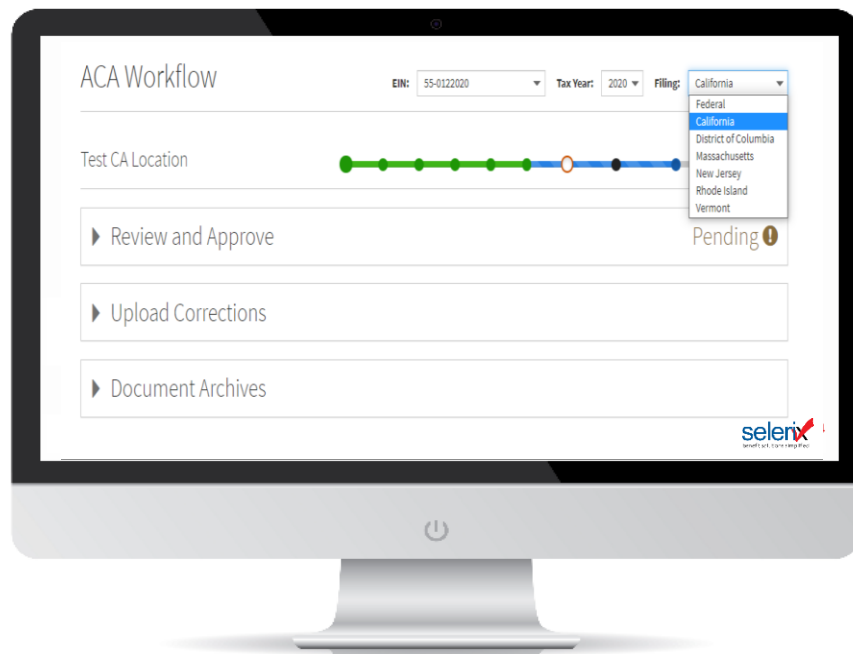 ACA Workflow
EIN: 55-0122020 Tax Year: 2020 Filing: California
Federal
California
District of Columbia
Massachusetts
New Jersey
Rhode Island
Vermont
Test CA Location
Review and Approve Pending
Upload Corrections
Document Archives
selerix